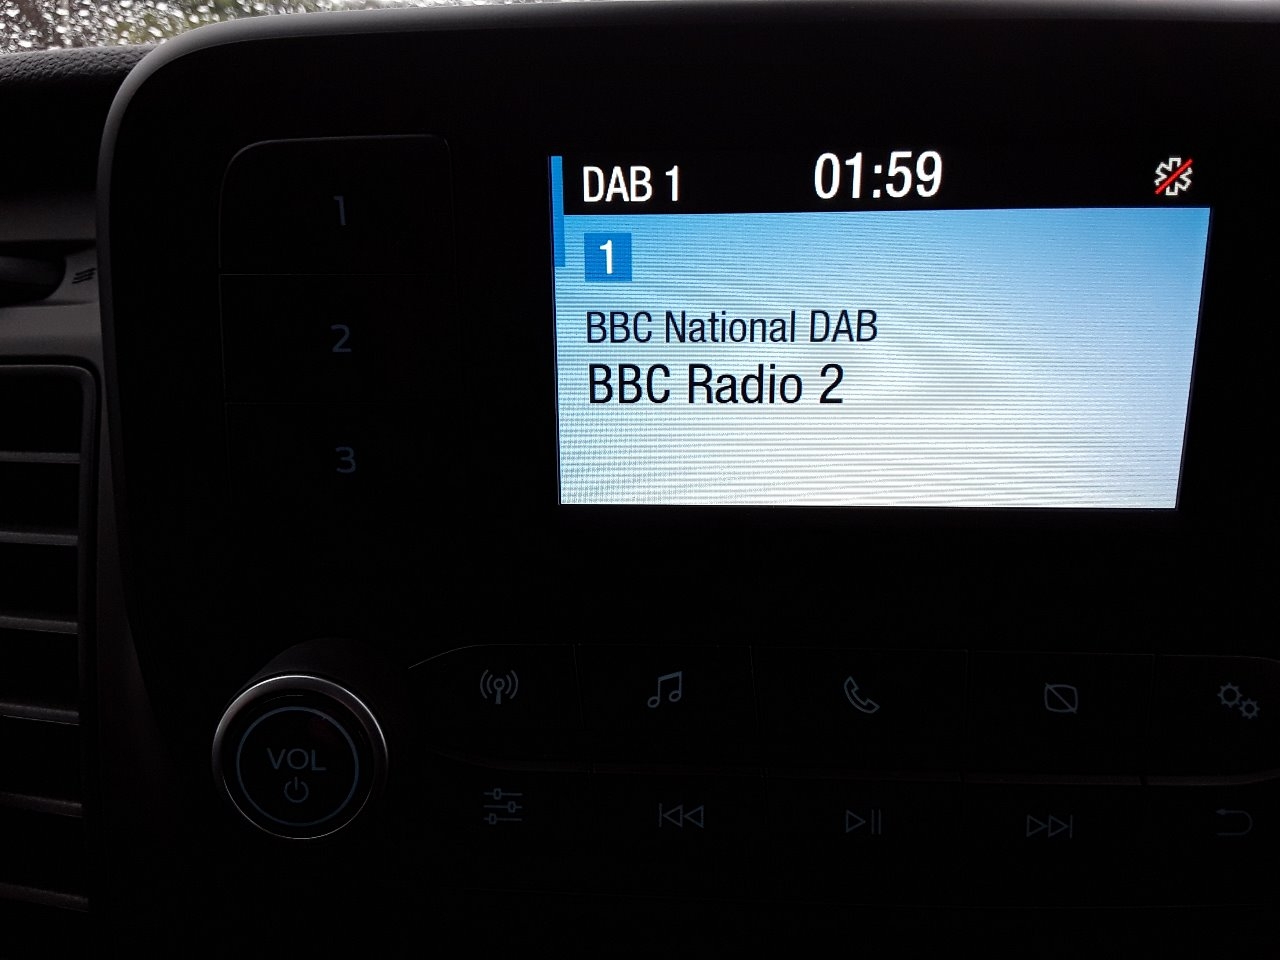 DAB 1 01:59
1
BBC National DAB
BBC Radio 2
1
2
3
VOL